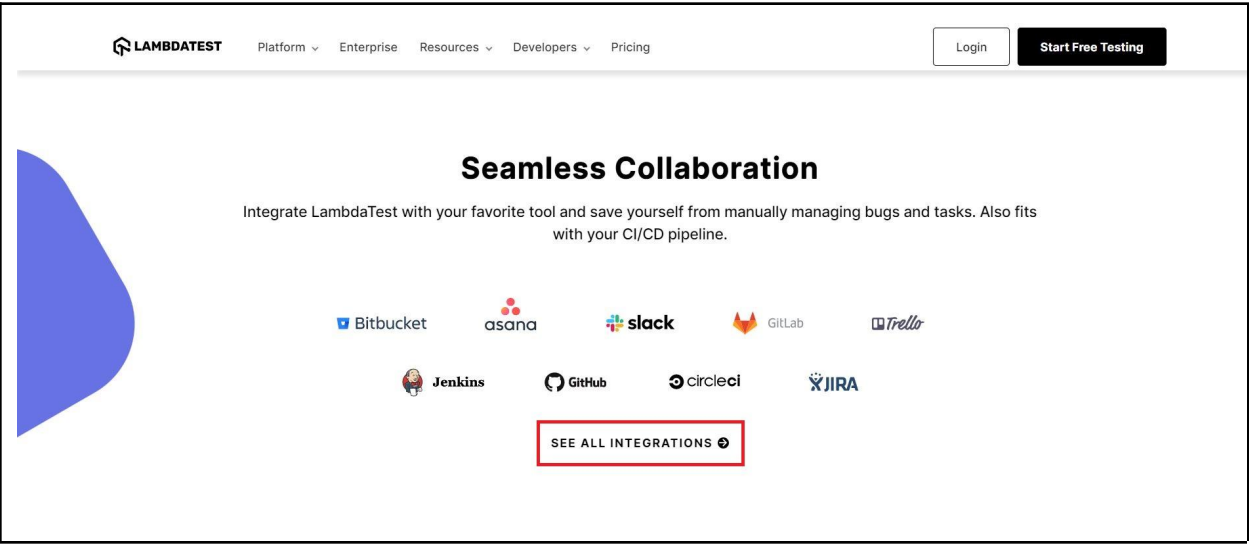 LAMBDATEST Platform Enterprise Resources Developers Pricing Login Start Free Testing
Seamless Collaboration
Integrate LambdaTest with your favorite tool and save yourself from manually managing bugs and tasks. Also fits
with your CI/CD pipeline.
Bitbucket asana slack GitLab Trello
Jenkins GitHub circleci JIRA
SEE ALL INTEGRATIONS